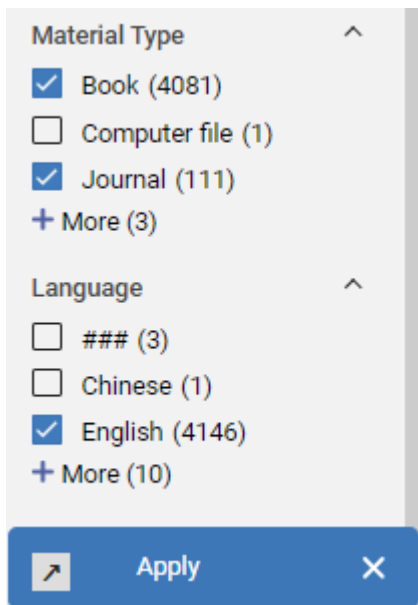 Material Type
Book (4081)
Computer file (1)
Journal (111)
+ More (3)
Language
### (3)
Chinese (1)
English (4146)
+ More (10)
Apply